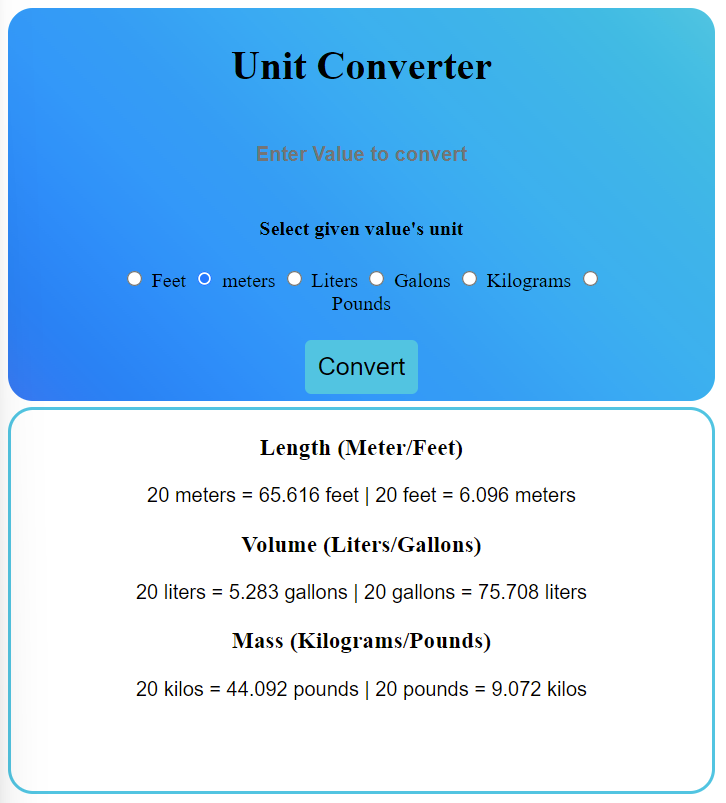 Unit Converter
Enter Value to convert
Select given value's unit
Feet meters Liters Galons Kilograms
Pounds
Convert
Length (Meter/Feet)
20 meters = 65.616 feet | 20 feet = 6.096 meters
Volume (Liters/Gallons)
20 liters = 5.283 gallons | 20 gallons = 75.708 liters
Mass (Kilograms/Pounds)
20 kilos = 44.092 pounds | 20 pounds = 9.072 kilos